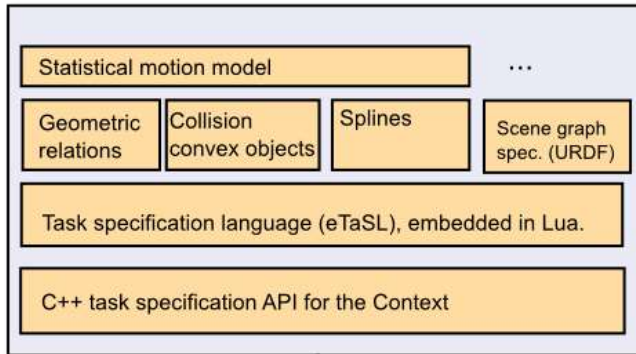 Statistical motion model
...
Geometric
relations
Collision
convex objects
Splines
Scene graph
spec. (URDF)
Task specification language (eTaSL), embedded in Lua.
C++ task specification API for the Context